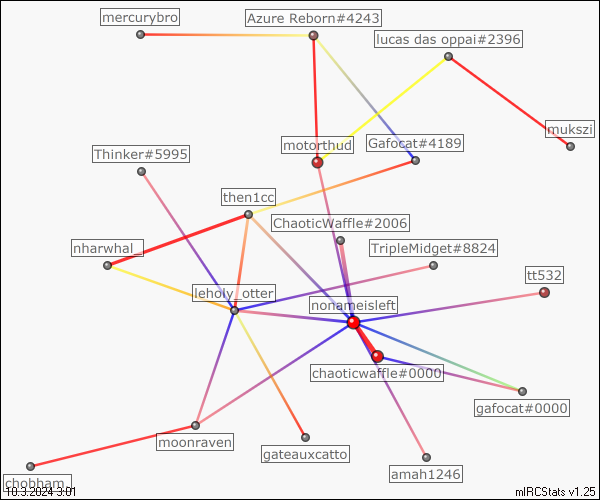 mercurybro
Azure Reborn#4243
lucas das oppai#2396
mukszi
motorthud
Gafocat#4189
Thinker#5995
then1cc
ChaoticWaffle#2006
nharwhal_
TripleMidget#8824
tt532
leholy_otter
nonameisleft
chaoticwaffle#0000
gafocat#0000
moonraven
gateauxcatto
amah1246
chobham_
10.3.2024 3:01
mIRCStats v1.25